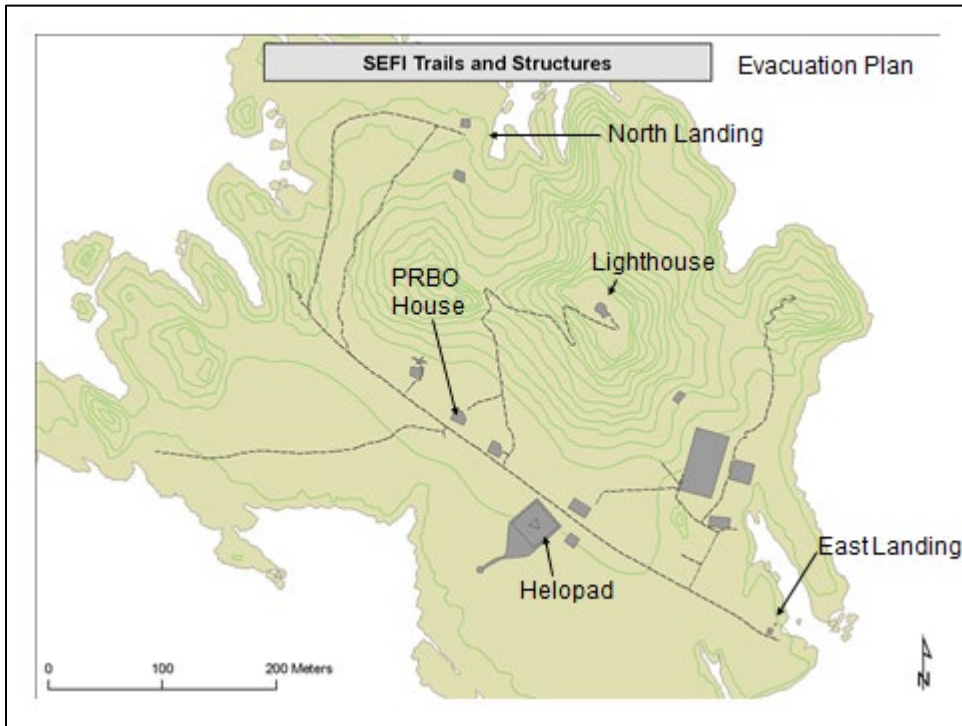 SEFI Trails and Structures
Evacuation Plan
North Landing
Lighthouse
PRBO
House
East Landing
Helopad
0 100 200 Meters
N